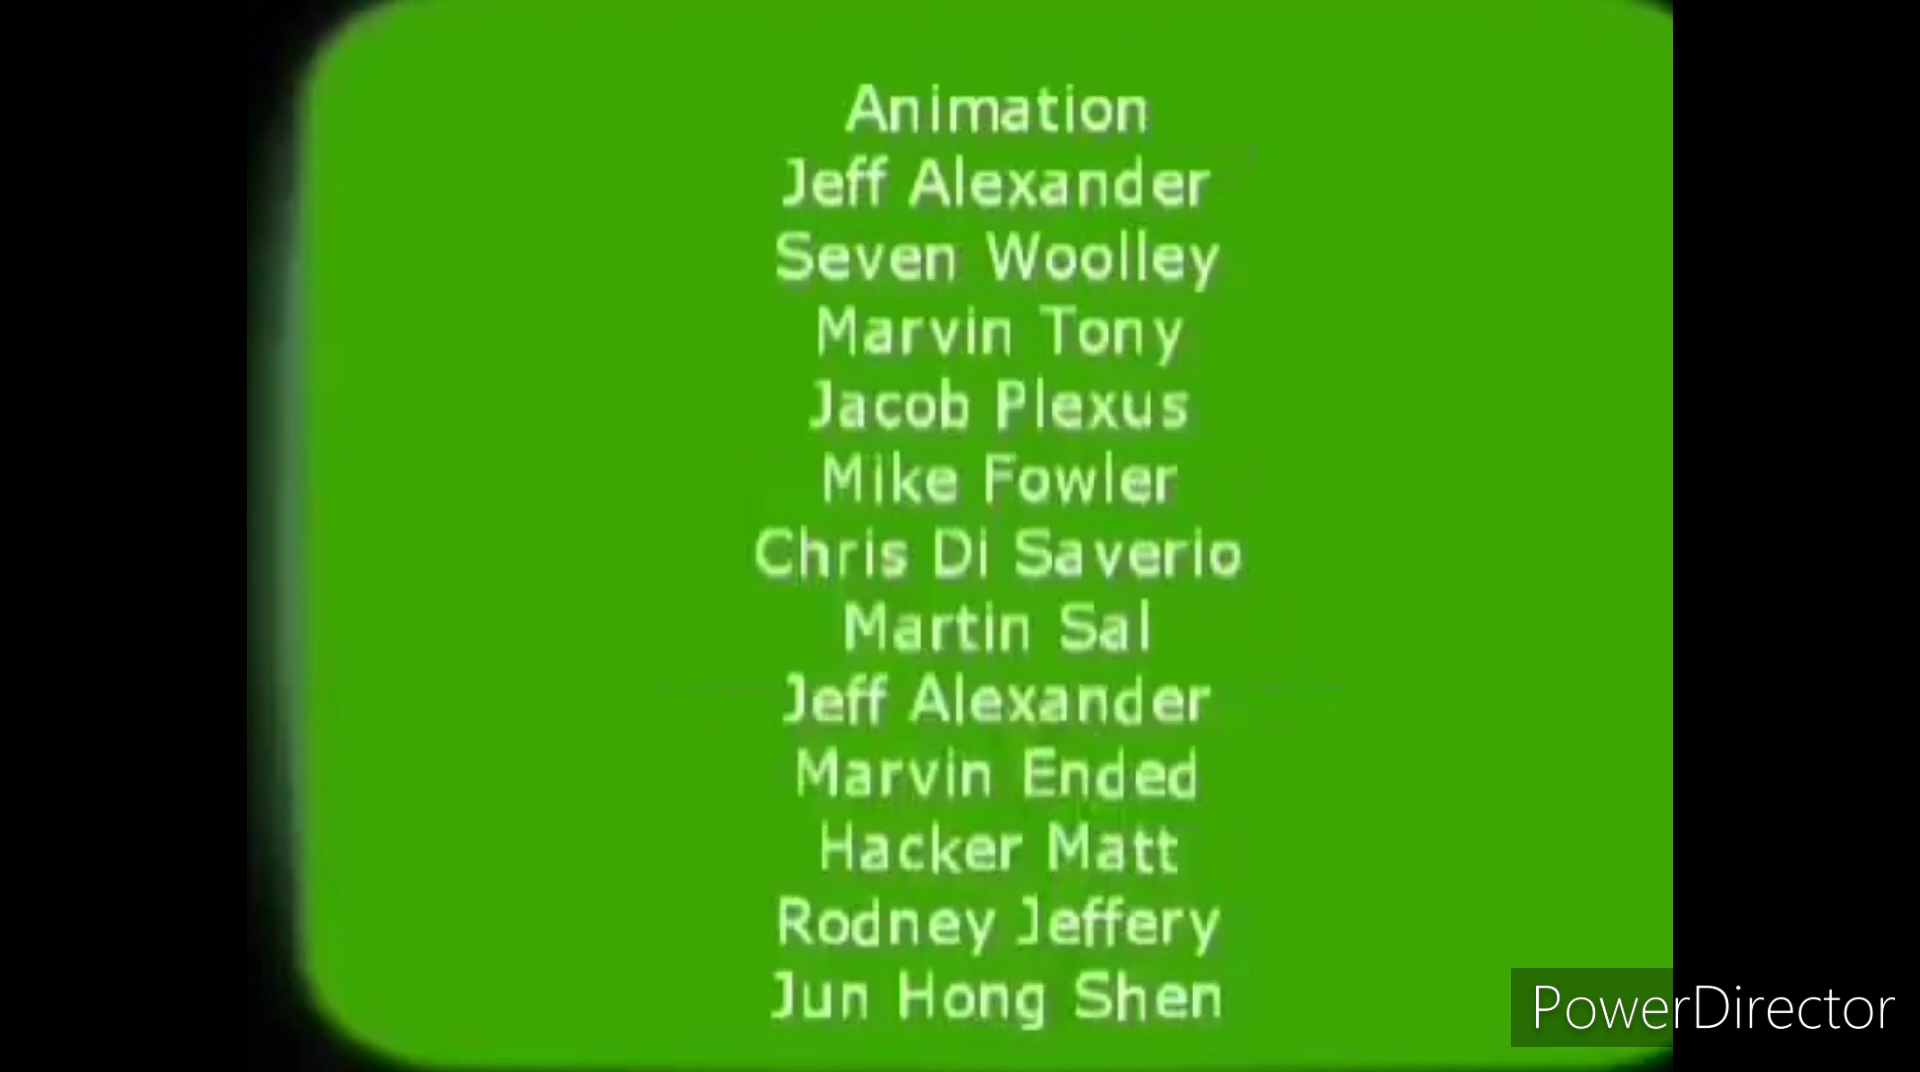 Animation
Jeff Alexander
Seven Woolley
Marvin Tony
Jacob Plexus
Mike Fowler
Chris Di Saverio
Martin Sal
Jeff Alexander
Marvin Ended
Hacker Matt
Rodney Jeffery
Jun Hong Shen
PowerDirector